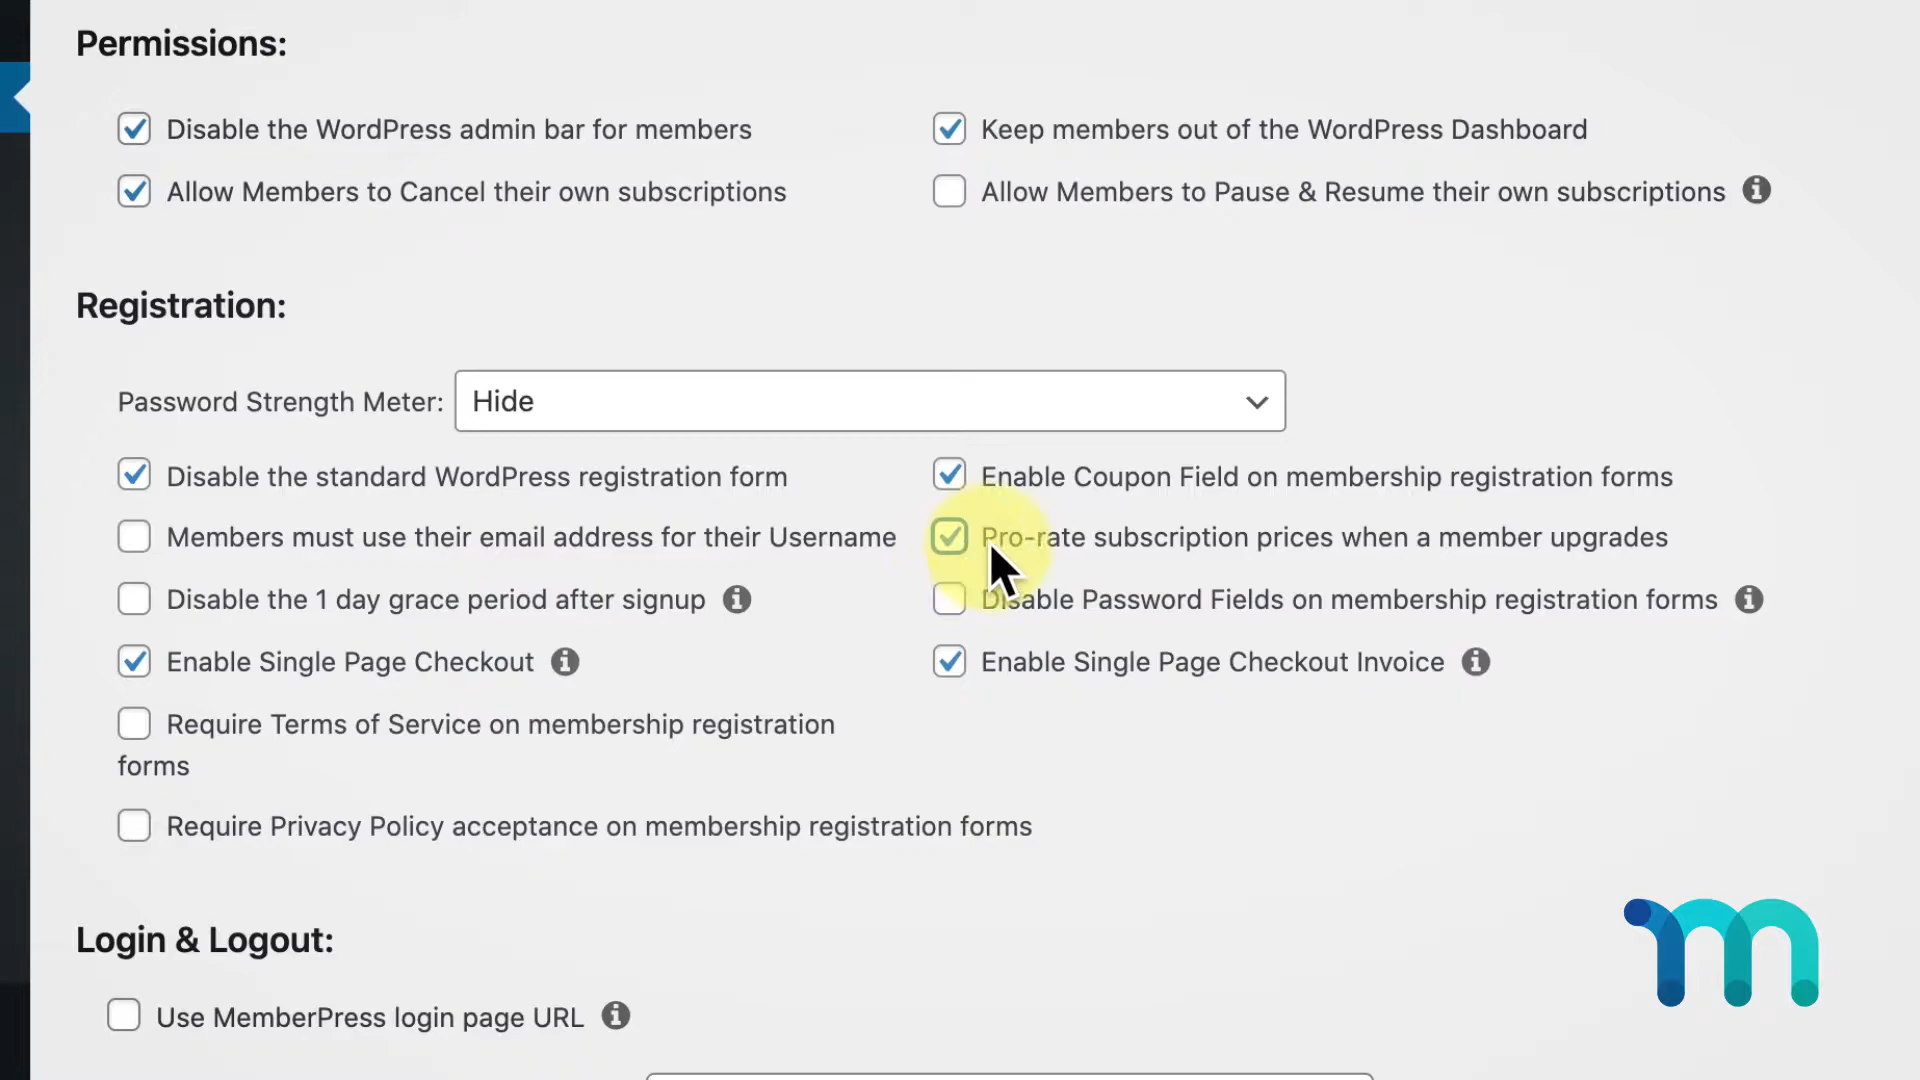 Permissions:
Disable the WordPress admin bar for members
Keep members out of the WordPress Dashboard
Allow Members to Cancel their own subscriptions
Allow Members to Pause & Resume their own subscriptions
Registration:
Password Strength Meter: Hide
Disable the standard WordPress registration form
Enable Coupon Field on membership registration forms
Members must use their email address for their Username
Pro-rate subscription prices when a member upgrades
Disable the 1 day grace period after signup
Disable Password Fields on membership registration forms
Enable Single Page Checkout
Enable Single Page Checkout Invoice
Require Terms of Service on membership registration
forms
Require Privacy Policy acceptance on membership registration forms
Login & Logout:
Use MemberPress login page URL